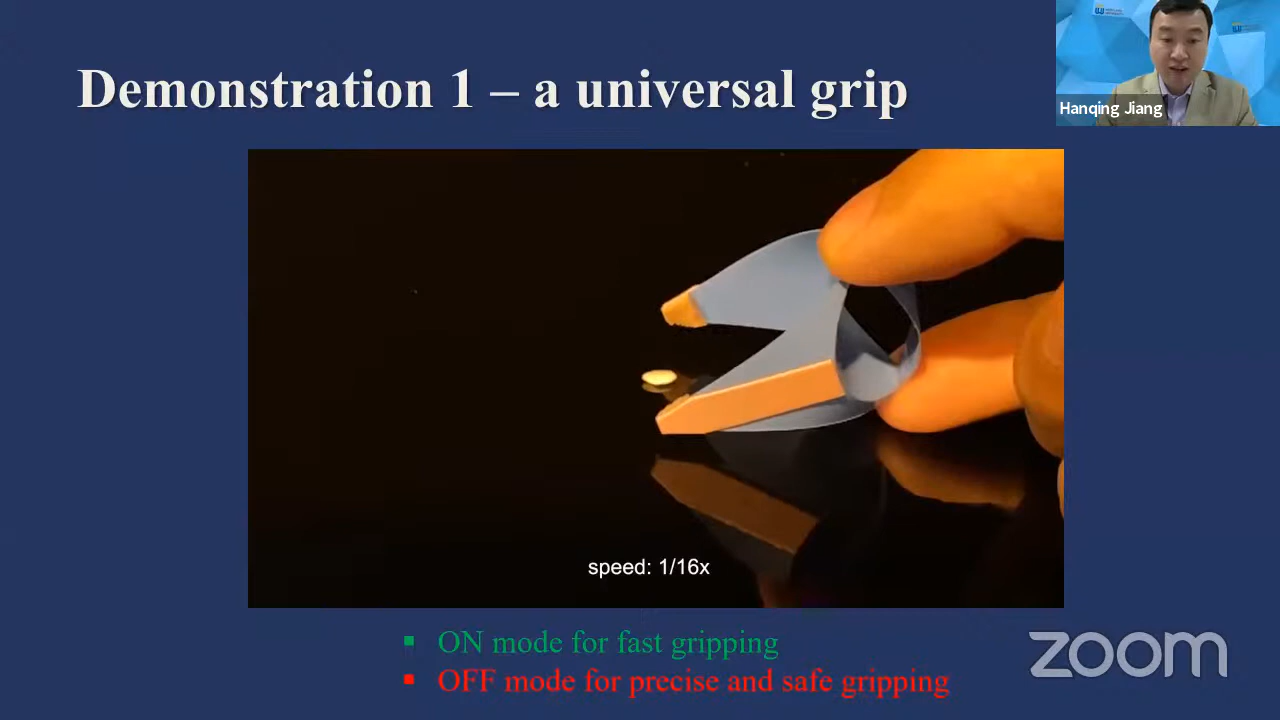 Demonstration 1 – a universal grip
Hanqing Jiang
speed: 1/16x
▪ ON mode for fast gripping
▪ OFF mode for precise and safe gripping
zoom